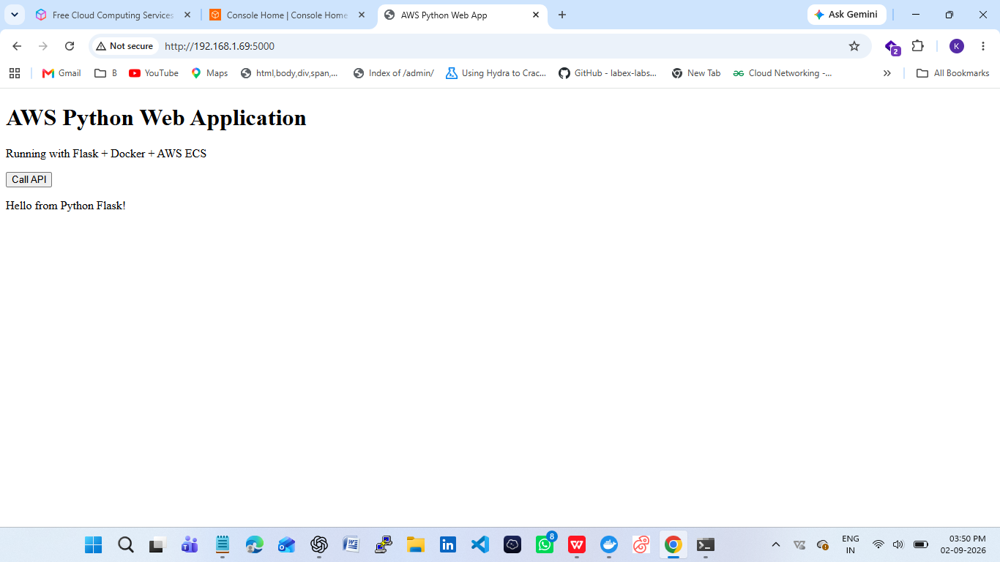 Free Cloud Computing Services
Console Home | Console Home
AWS Python Web App
Ask Gemini
Not secure
http://192.168.1.69:5000
K
2
Gmail
B
YouTube
Maps
html,body,div,span,...
Index of /admin/
Using Hydra to Crac...
GitHub - labex-labs...
New Tab
Cloud Networking -...
All Bookmarks
AWS Python Web Application
Running with Flask + Docker + AWS ECS
Call API
Hello from Python Flask!
8
ENG
IN
03:50 PM
02-09-2026